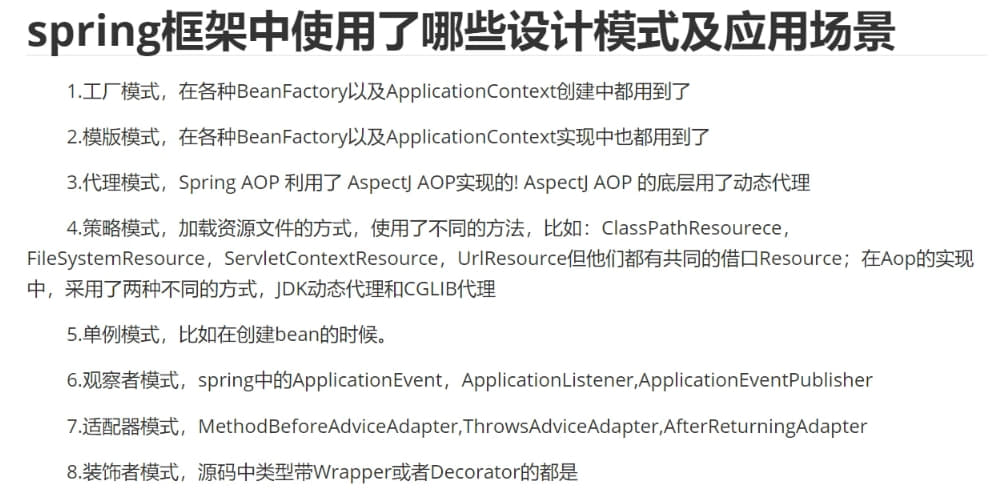 spring框架中使用了哪些设计模式及应用场景
1.工厂模式，在各种BeanFactory以及ApplicationContext创建中都用到了
2.模版模式，在各种BeanFactory以及ApplicationContext实现中也都用到了
3.代理模式，Spring AOP 利用了 AspectJ AOP实现的! AspectJ AOP 的底层用了动态代理
4.策略模式，加载资源文件的方式，使用了不同的方法，比如：ClassPathResourece，
FileSystemResource，ServletContextResource，UrlResource但他们都有共同的借口Resource；在Aop的实现
中，采用了两种不同的方式，JDK动态代理和CGLIB代理
5.单例模式，比如在创建bean的时候。
6.观察者模式，spring中的ApplicationEvent，ApplicationListener,ApplicationEventPublisher
7.适配器模式，MethodBeforeAdviceAdapter,ThrowsAdviceAdapter,AfterReturningAdapter
8.装饰者模式，源码中类型带Wrapper或者Decorator的都是